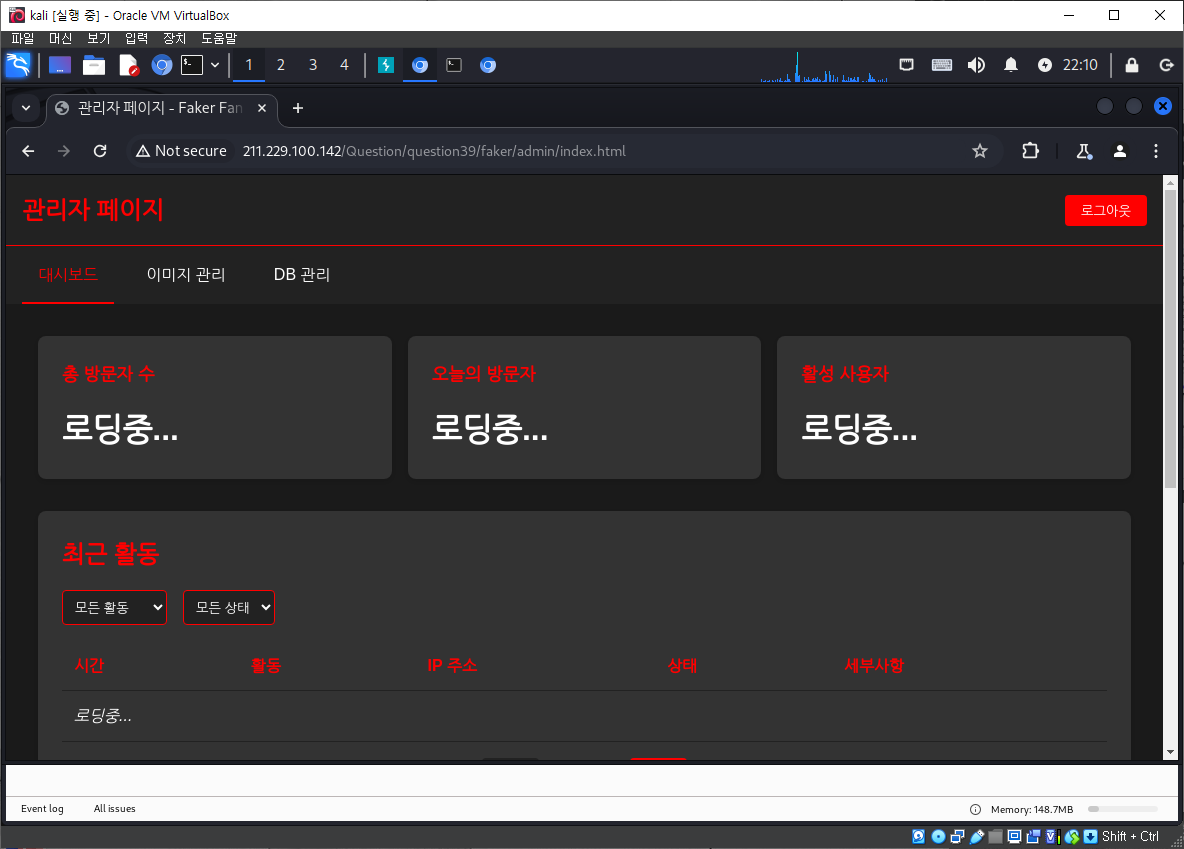 kali [실행 중] - Oracle VM VirtualBox
파일 머신 보기 입력 장치 도움말
1 2 3 4 22:10
관리자 페이지 - Faker Fan
Not secure 211.229.100.142/Question/question39/faker/admin/index.html
관리자 페이지 로그아웃
대시보드 이미지 관리 DB 관리
총 방문자 수 오늘의 방문자 활성 사용자
로딩중... 로딩중... 로딩중...
최근 활동
모든 활동 모든 상태
시간 활동 IP 주소 상태 세부사항
로딩중...
Event log All issues Memory: 148.7MB
Shift + Ctrl